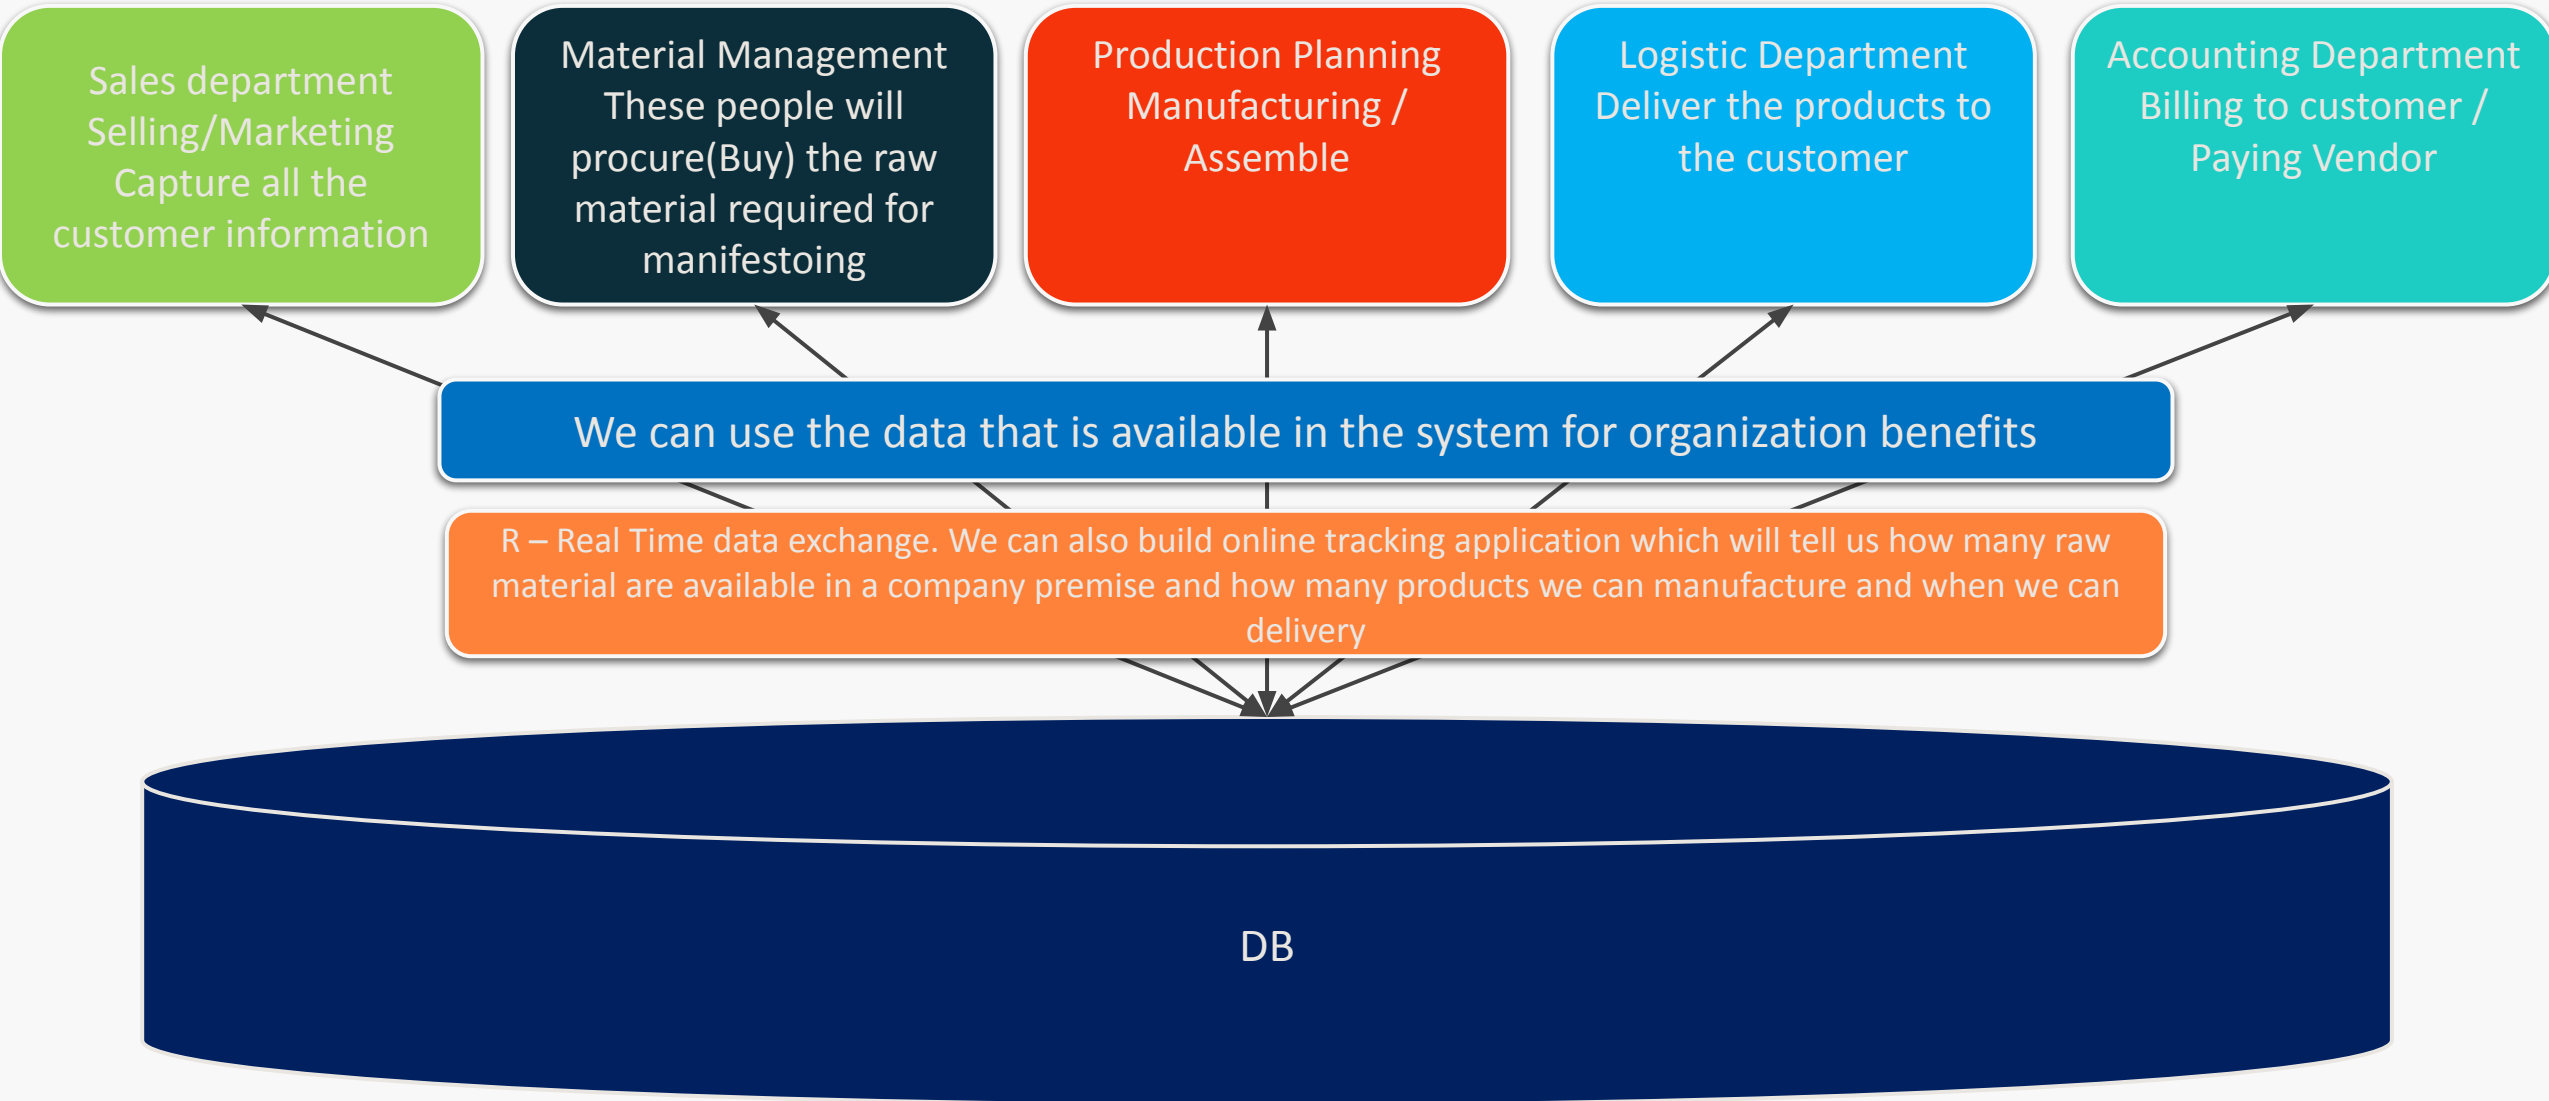 Sales department
Selling/Marketing
Capture all the
customer information
Material Management
These people will
procure(Buy) the raw
material required for
manifestoing
Production Planning
Manufacturing /
Assemble
Logistic Department
Deliver the products to
the customer
Accounting Department
Billing to customer /
Paying Vendor
We can use the data that is available in the system for organization benefits
R – Real Time data exchange. We can also build online tracking application which will tell us how many raw
material are available in a company premise and how many products we can manufacture and when we can
delivery
DB